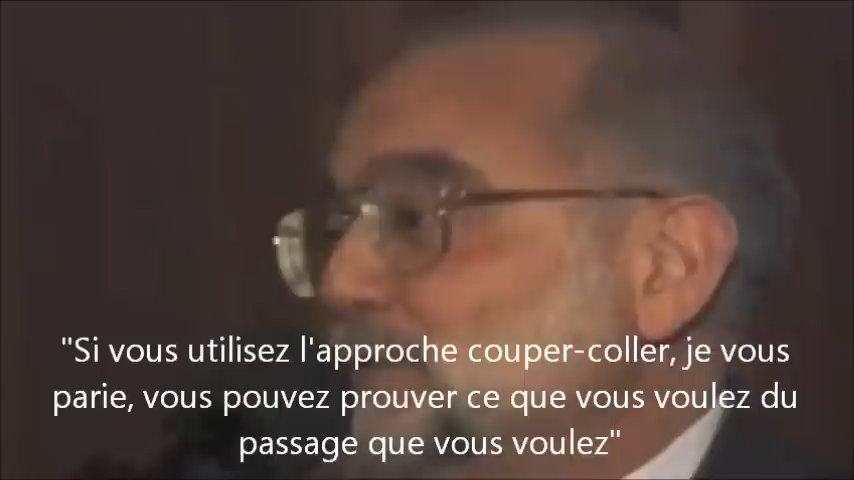 "Si vous utilisez l'approche couper-coller, je vous
parie, vous pouvez prouver ce que vous voulez du
passage que vous voulez"